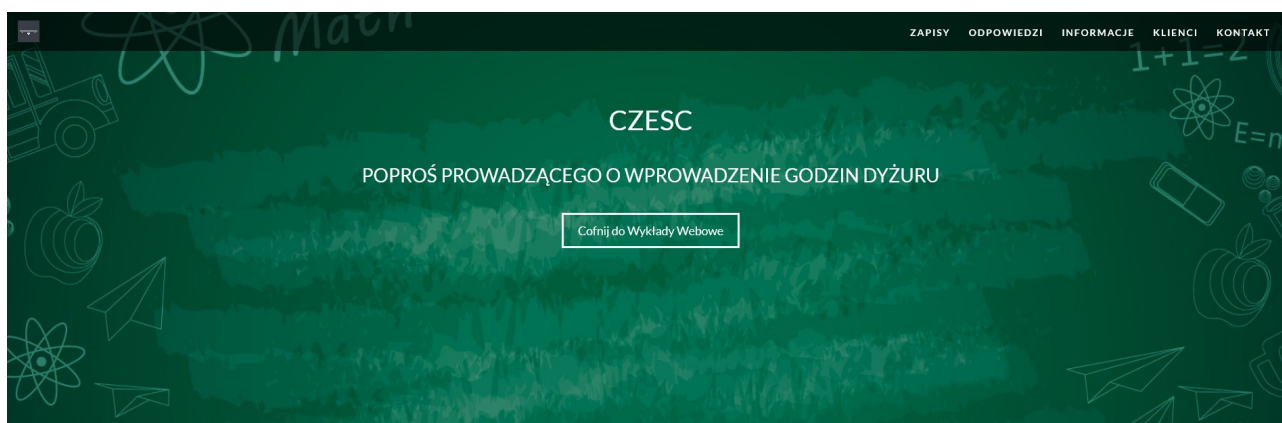 Math
ZAPISY ODPOWIEDZI INFORMACJE KLIENCI KONTAKT
1+1=2
E=m
CZESC
POPROŚ PROWADZĄCEGO O WPROWADZENIE GODZIN DYŻURU
Cofnij do Wykłady Webowe